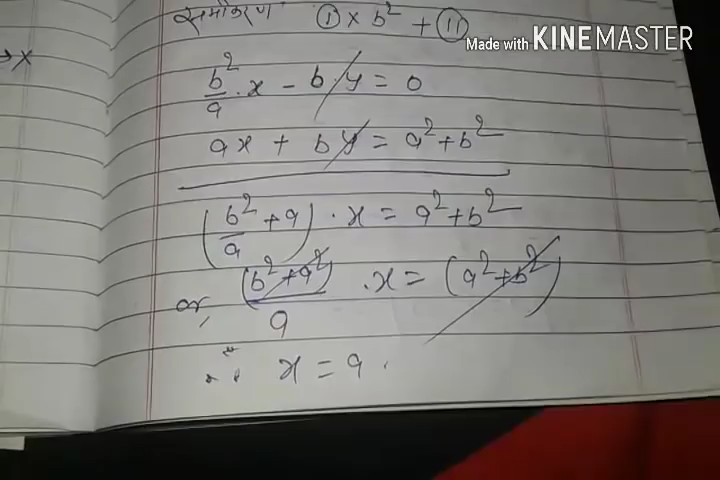 समीकरण ① × b² + ⑪
Made with KINEMASTER
→ x
b²/a · x − b y = 0
ax + by = a² + b²
(b²/a + a) · x = a² + b²
or, (b² + a²)/a · x = (a² + b²)
∴ x = a .